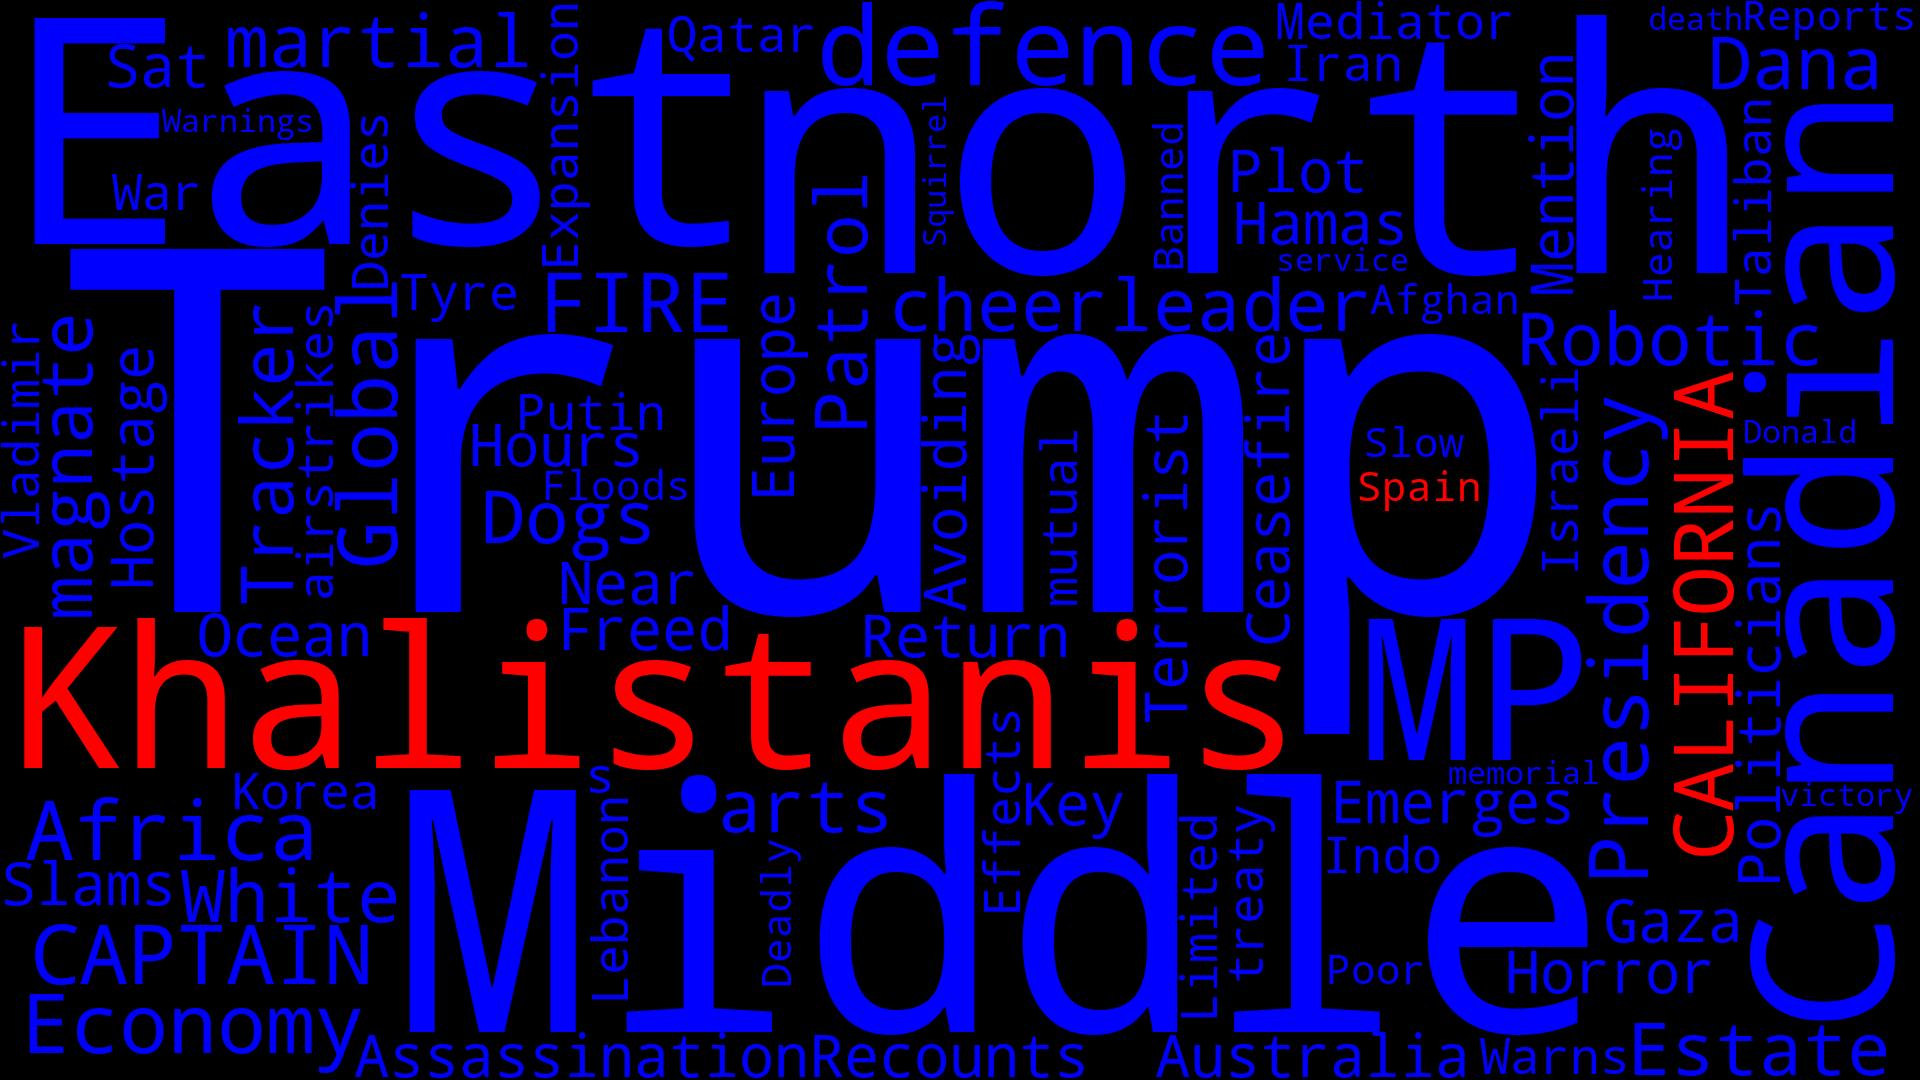 East
north
Sat
martial
Warnings
War
Denies
Expansion
Qatar
defence
Squirrel
Patrol
Banned
Mediator
Iran
Plot
Hamas
service
Mention
Hearing
death
Reports
Dana
Taliban
Canadian
Trump
Tyre
FIRE
cheerleader
Afghan
Robotic
Vladimir
magnate
Hostage
Tracker
airstrikes
Global
Putin
Hours
Floods
Dogs
Near
Freed
Europe
Avoiding
mutual
Terrorist
Ceasefire
Slow
Spain
Israeli
Presidency
CALIFORNIA
Donald
Politicians
Ocean
Return
Khalistanis
MP
Korea
Africa
Slams
White
CAPTAIN
Economy
Middle
s
Lebanon
arts
Deadly
Effects
Key
Limited
treaty
Emerges
memorial
victory
Indo
Poor
Gaza
Horror
Assassination
Recounts
Australia
Warns
Estate